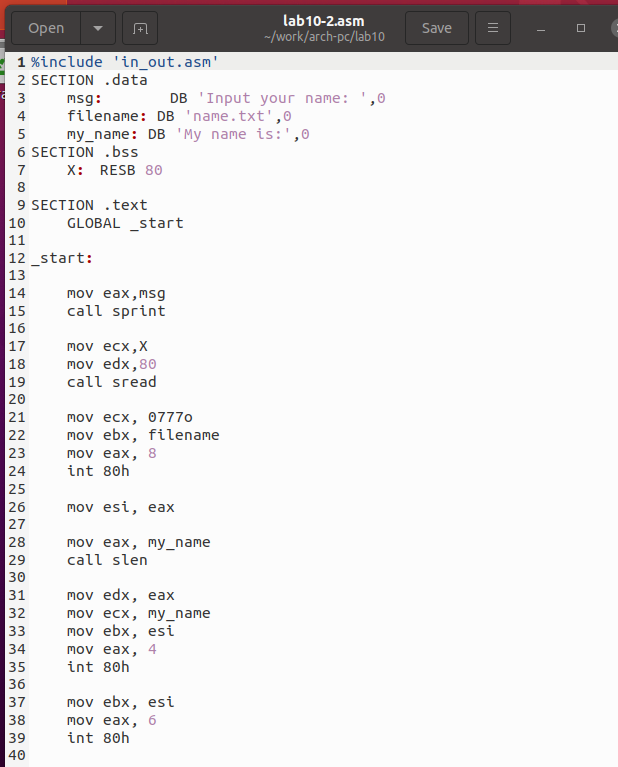 Open
lab10-2.asm
~/work/arch-pc/lab10
Save
1 %include 'in_out.asm'
2 SECTION .data
3     msg:        DB 'Input your name: ',0
4     filename: DB 'name.txt',0
5     my_name: DB 'My name is:',0
6 SECTION .bss
7     X:  RESB 80
8
9 SECTION .text
10     GLOBAL _start
11
12 _start:
13
14     mov eax,msg
15     call sprint
16
17     mov ecx,X
18     mov edx,80
19     call sread
20
21     mov ecx, 0777o
22     mov ebx, filename
23     mov eax, 8
24     int 80h
25
26     mov esi, eax
27
28     mov eax, my_name
29     call slen
30
31     mov edx, eax
32     mov ecx, my_name
33     mov ebx, esi
34     mov eax, 4
35     int 80h
36
37     mov ebx, esi
38     mov eax, 6
39     int 80h
40